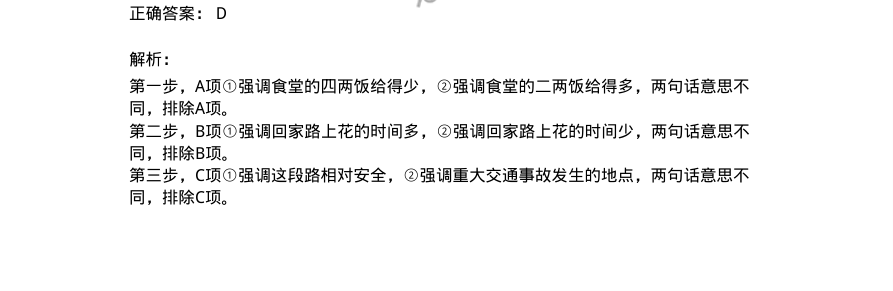 正确答案： D
解析：
第一步，A项①强调食堂的四两饭给得少，②强调食堂的二两饭给得多，两句话意思不
同，排除A项。
第二步，B项①强调回家路上花的时间多，②强调回家路上花的时间少，两句话意思不
同，排除B项。
第三步，C项①强调这段路相对安全，②强调重大交通事故发生的地点，两句话意思不
同，排除C项。